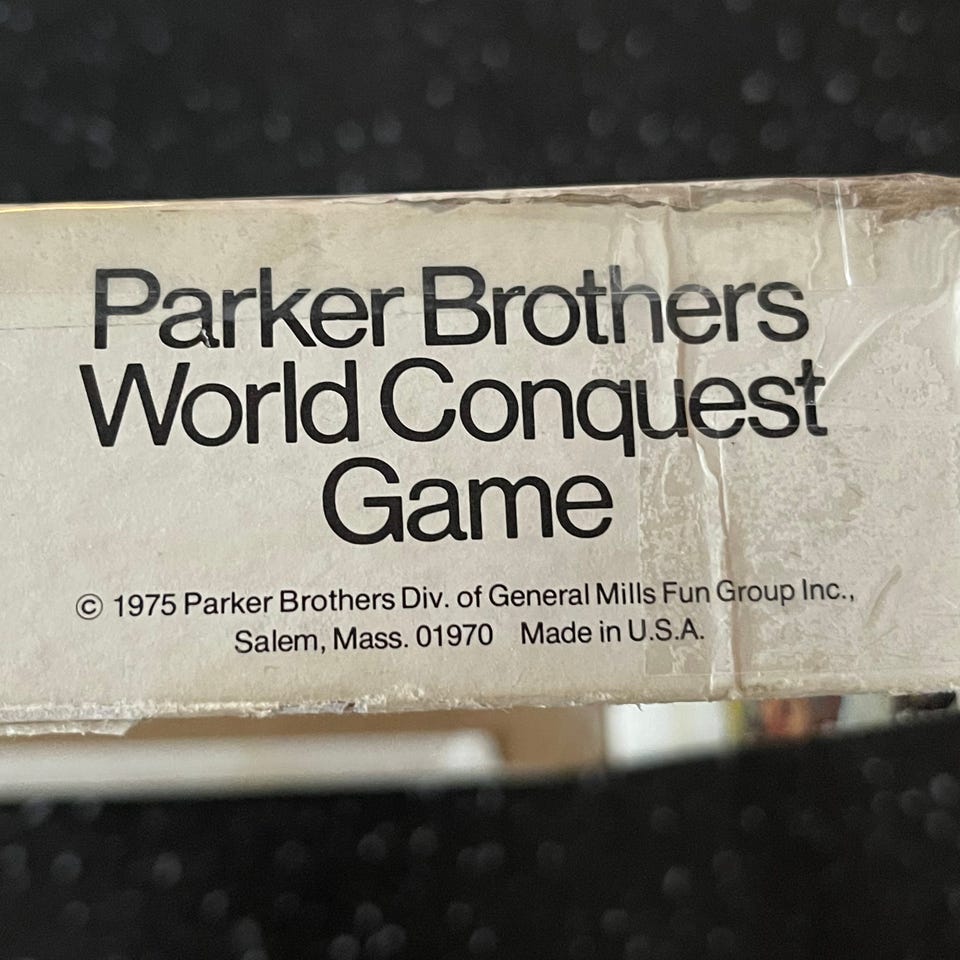 Parker Brothers
World Conquest
Game
© 1975 Parker Brothers Div. of General Mills Fun Group Inc.,
Salem, Mass. 01970 Made in U.S.A.